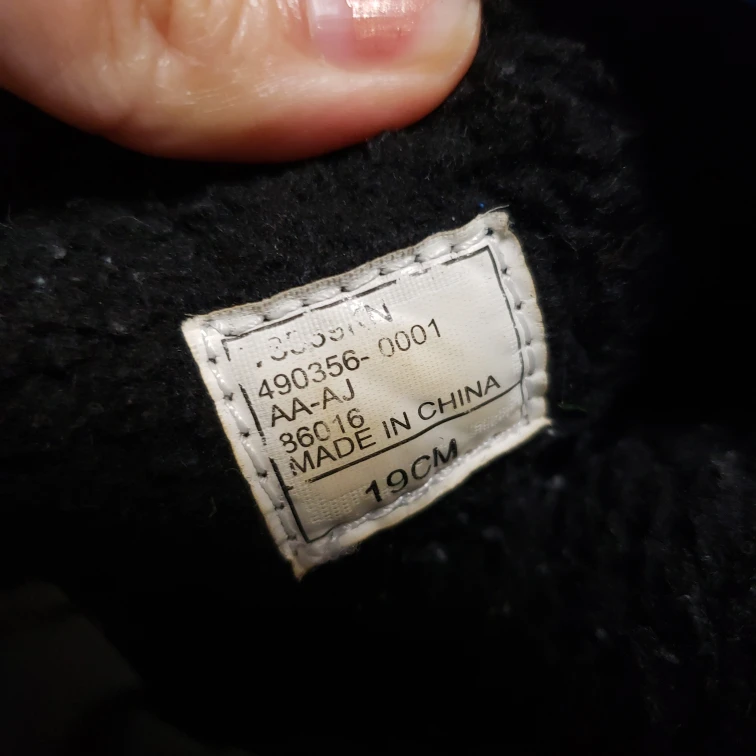 490356- 0001
AA-AJ
86016
MADE IN CHINA
19CM